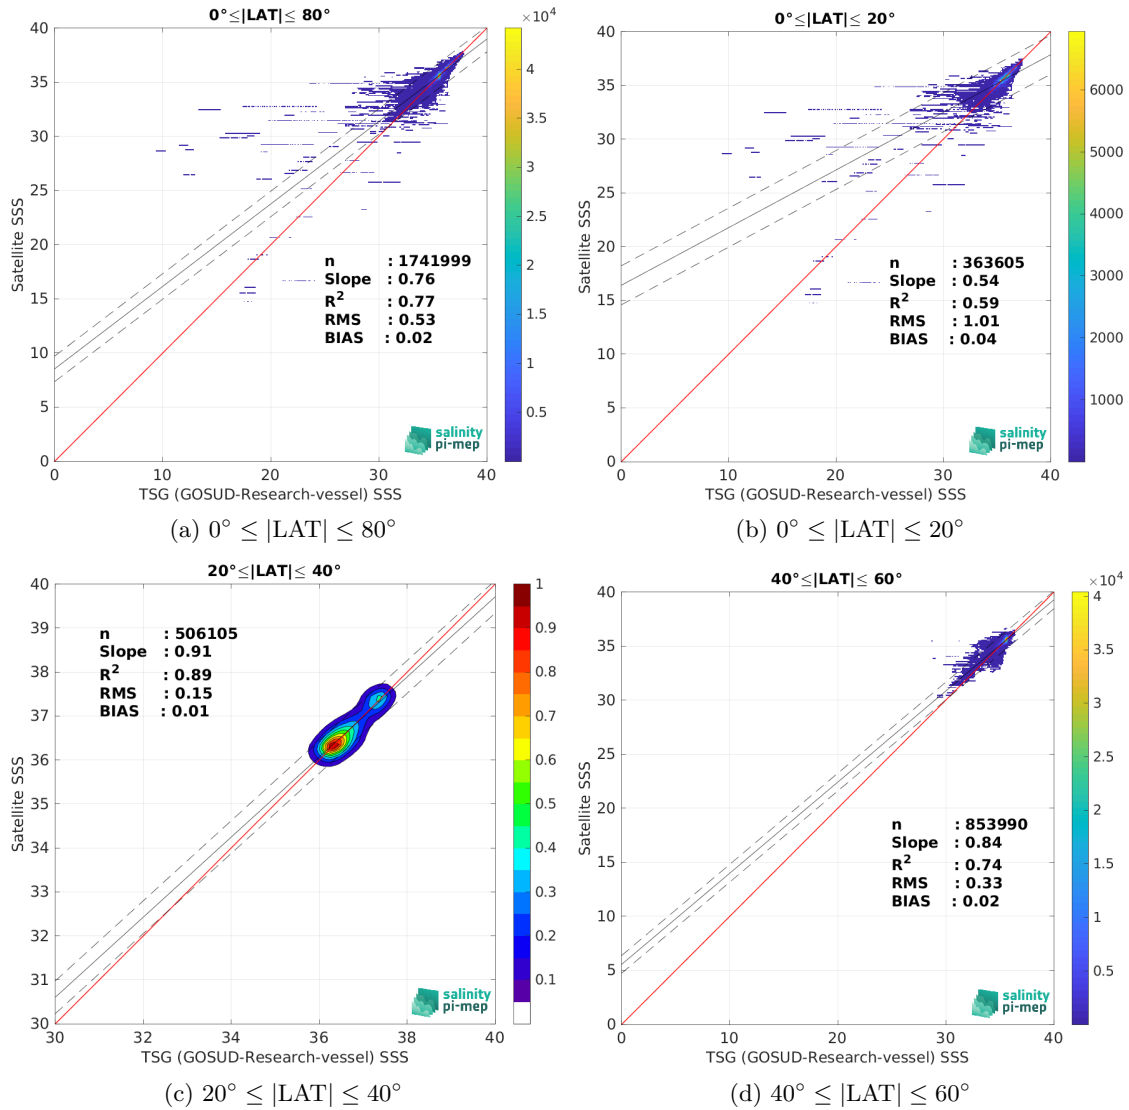 0°≤|LAT|≤ 80°
×10⁴
Satellite SSS
40
35
30
25
20
15
10
5
0
n : 1741999
Slope : 0.76
R² : 0.77
RMS : 0.53
BIAS : 0.02
salinity
pi-mep
0 10 20 30 40
TSG (GOSUD-Research-vessel) SSS
4
3.5
3
2.5
2
1.5
1
0.5
(a) 0° ≤ |LAT| ≤ 80°
0°≤|LAT|≤ 20°
Satellite SSS
40
35
30
25
20
15
10
5
0
n : 363605
Slope : 0.54
R² : 0.59
RMS : 1.01
BIAS : 0.04
salinity
pi-mep
0 10 20 30 40
TSG (GOSUD-Research-vessel) SSS
6000
5000
4000
3000
2000
1000
(b) 0° ≤ |LAT| ≤ 20°
20°≤|LAT|≤ 40°
Satellite SSS
40
39
38
37
36
35
34
33
32
31
30
n : 506105
Slope : 0.91
R² : 0.89
RMS : 0.15
BIAS : 0.01
salinity
pi-mep
30 32 34 36 38 40
TSG (GOSUD-Research-vessel) SSS
1
0.9
0.8
0.7
0.6
0.5
0.4
0.3
0.2
0.1
(c) 20° ≤ |LAT| ≤ 40°
40°≤|LAT|≤ 60°
×10⁴
Satellite SSS
40
35
30
25
20
15
10
5
0
n : 853990
Slope : 0.84
R² : 0.74
RMS : 0.33
BIAS : 0.02
salinity
pi-mep
0 10 20 30 40
TSG (GOSUD-Research-vessel) SSS
4
3.5
3
2.5
2
1.5
1
0.5
(d) 40° ≤ |LAT| ≤ 60°